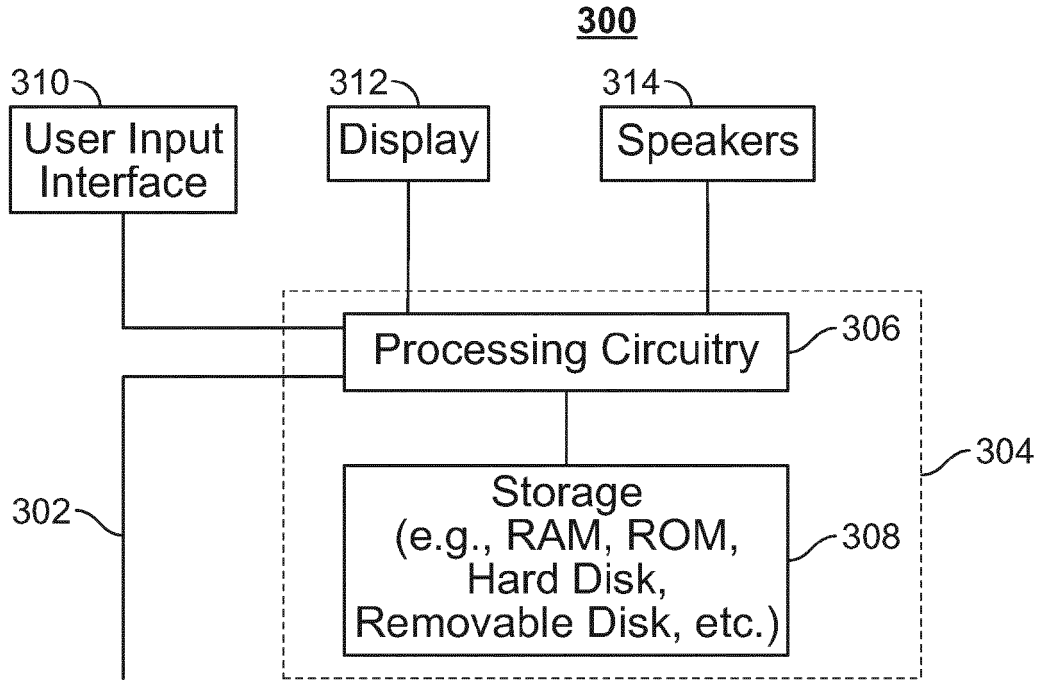 300
310
312
314
User Input
Interface
Display
Speakers
Processing Circuitry
306
304
302
Storage
(e.g., RAM, ROM,
Hard Disk,
Removable Disk, etc.)
308